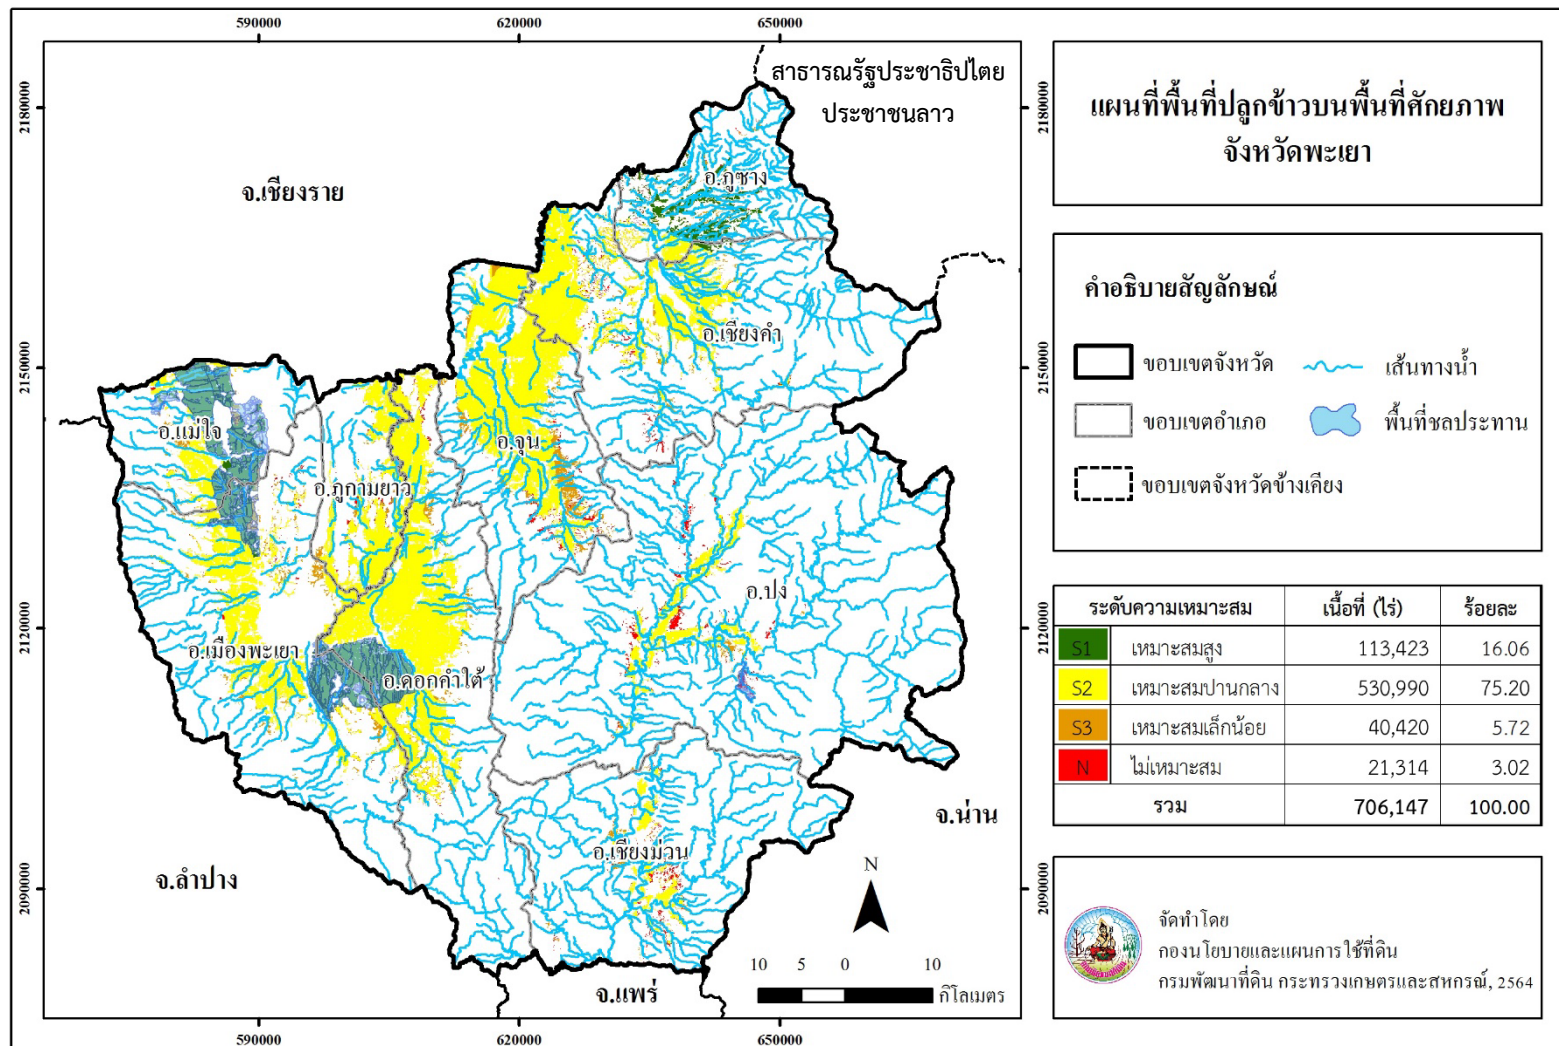 590000
620000
650000
2180000
2150000
2120000
2090000
2180000
2150000
2120000
2090000
590000
620000
650000
สาธารณรัฐประชาธิปไตย
ประชาชนลาว
จ.เชียงราย
อ.ภูซาง
อ.เชียงคำ
อ.แม่ใจ
อ.จุน
อ.ภูกามยาว
อ.ปง
อ.เมืองพะเยา
อ.ดอกคำใต้
จ.น่าน
อ.เชียงม่วน
จ.ลำปาง
จ.แพร่
N
10 5 0 10
กิโลเมตร
แผนที่พื้นที่ปลูกข้าวบนพื้นที่ศักยภาพ
จังหวัดพะเยา
คำอธิบายสัญลักษณ์
ขอบเขตจังหวัด เส้นทางน้ำ
ขอบเขตอำเภอ พื้นที่ชลประทาน
ขอบเขตจังหวัดข้างเคียง
ระดับความเหมาะสม เนื้อที่ (ไร่) ร้อยละ
S1 เหมาะสมสูง 113,423 16.06
S2 เหมาะสมปานกลาง 530,990 75.20
S3 เหมาะสมเล็กน้อย 40,420 5.72
N ไม่เหมาะสม 21,314 3.02
รวม 706,147 100.00
จัดทำโดย
กองนโยบายและแผนการใช้ที่ดิน
กรมพัฒนาที่ดิน กระทรวงเกษตรและสหกรณ์, 2564